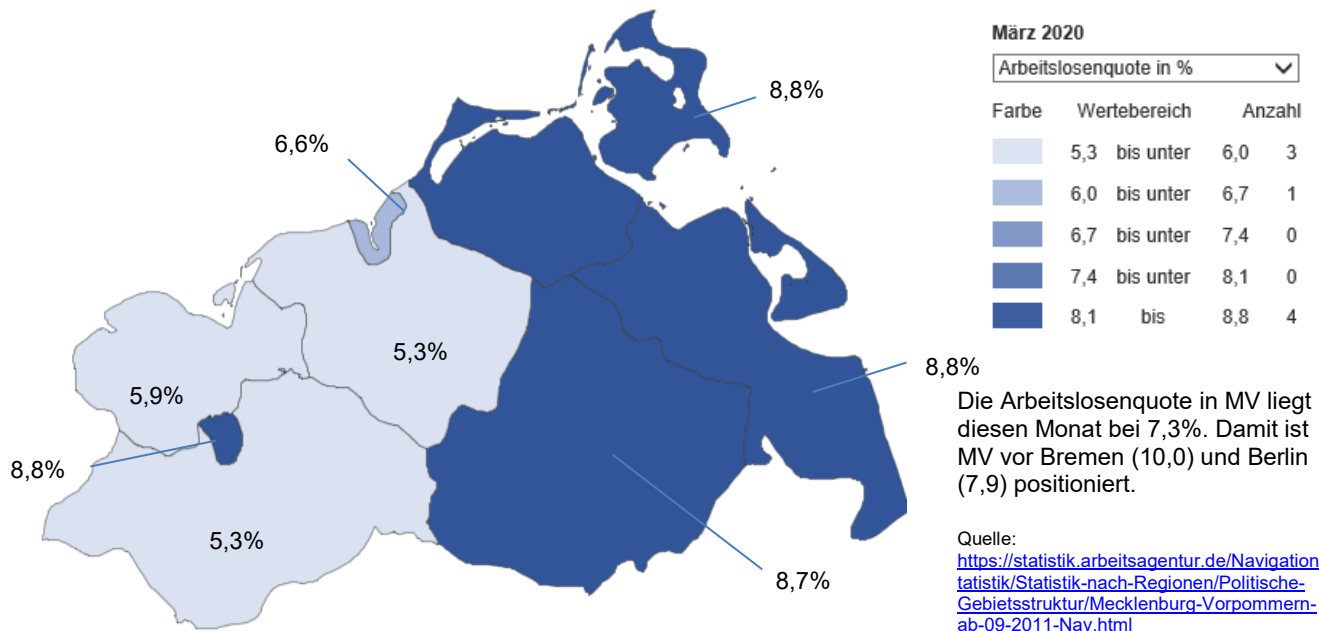 8,8%
6,6%
5,3%
5,9%
8,8%
8,8%
5,3%
8,7%
März 2020
Arbeitslosenquote in %
Farbe Wertebereich Anzahl
5,3 bis unter 6,0 3
6,0 bis unter 6,7 1
6,7 bis unter 7,4 0
7,4 bis unter 8,1 0
8,1 bis 8,8 4
Die Arbeitslosenquote in MV liegt
diesen Monat bei 7,3%. Damit ist
MV vor Bremen (10,0) und Berlin
(7,9) positioniert.
Quelle:
https://statistik.arbeitsagentur.de/Navigation
tatistik/Statistik-nach-Regionen/Politische-
Gebietsstruktur/Mecklenburg-Vorpommern-
ab-09-2011-Nav.html